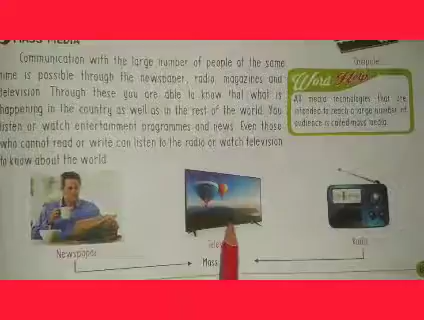 MASS MEDIA
Communication with the large number of people at the same
time is possible through the newspaper, radio, magazines and
television. Through these you are able to know that what is
happening in the country as well as in the rest of the world. You
listen or watch entertainment programmes and news. Even those
who cannot read or write can listen to the radio or watch television
to know about the world.
Word
All media technologies that are
intended to reach a large number of
audience is called mass media.
Newspaper
Radio
Mass